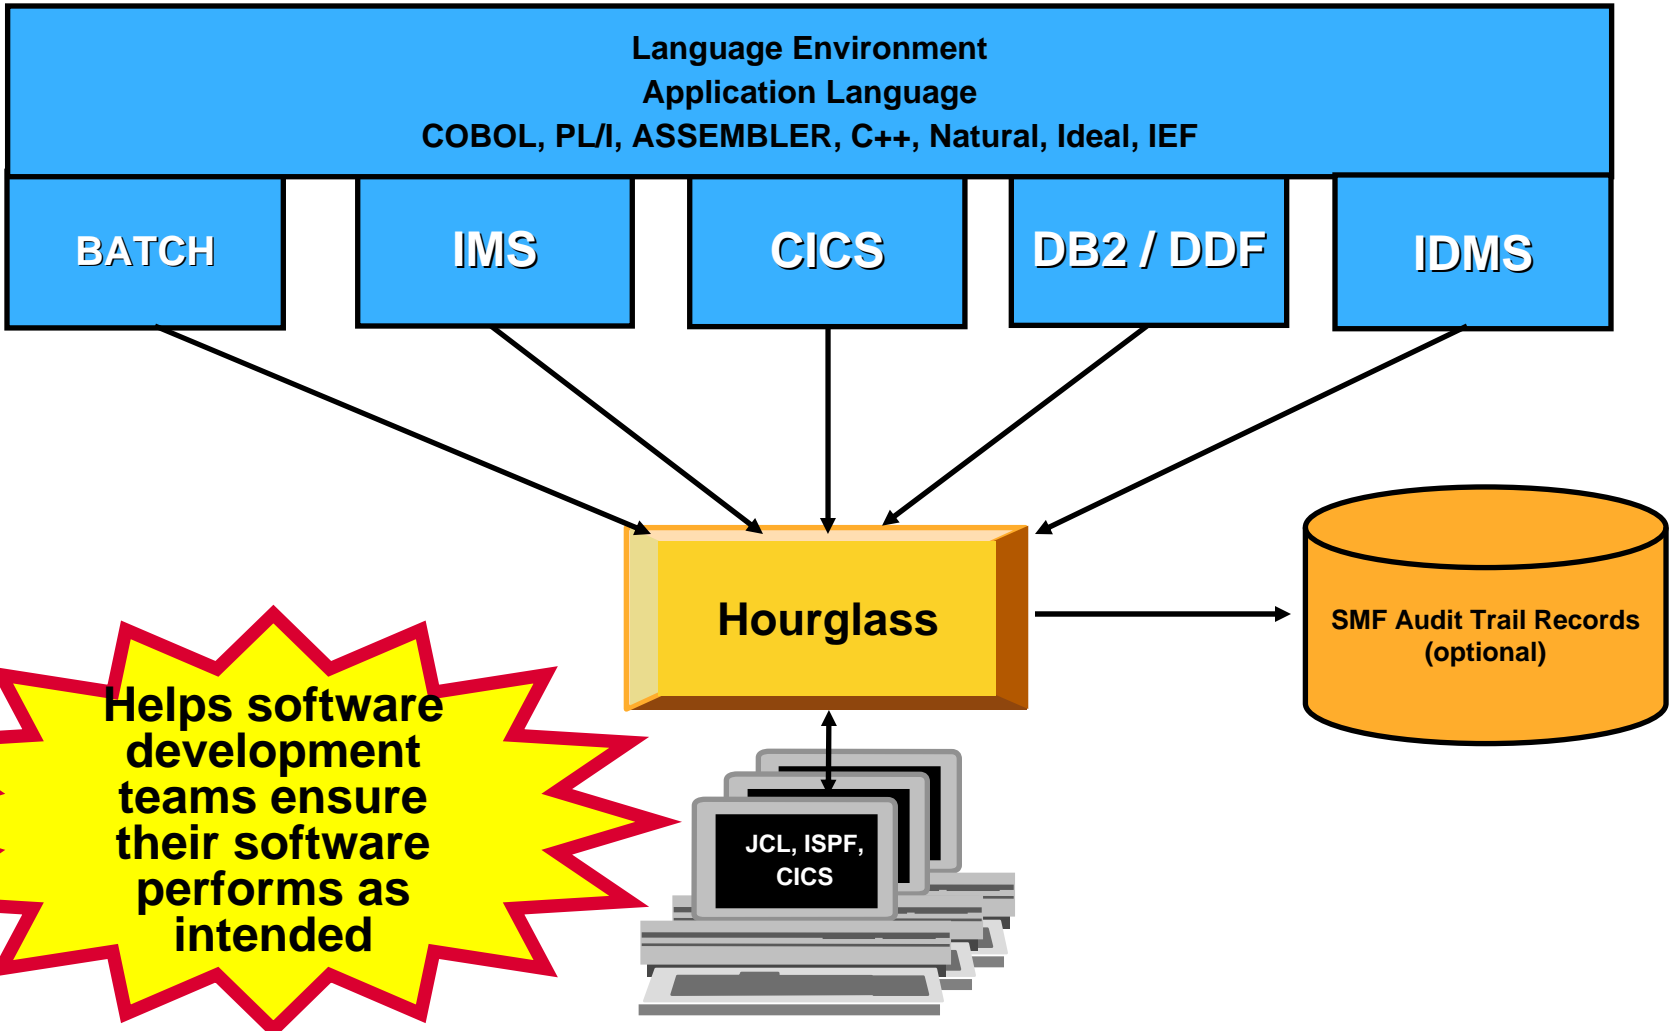 Language Environment
Application Language
COBOL, PL/I, ASSEMBLER, C++, Natural, Ideal, IEF
BATCH
IMS
CICS
DB2 / DDF
IDMS
Hourglass
SMF Audit Trail Records
(optional)
Helps software
development
teams ensure
their software
performs as
intended
JCL, ISPF,
CICS